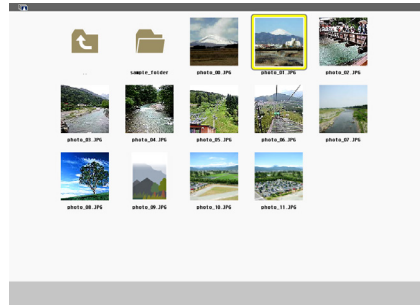 ..
sample_folder
photo_00.JPG
photo_01.JPG
photo_02.JPG
photo_03.JPG
photo_04.JPG
photo_05.JPG
photo_06.JPG
photo_07.JPG
photo_08.JPG
photo_09.JPG
photo_10.JPG
photo_11.JPG